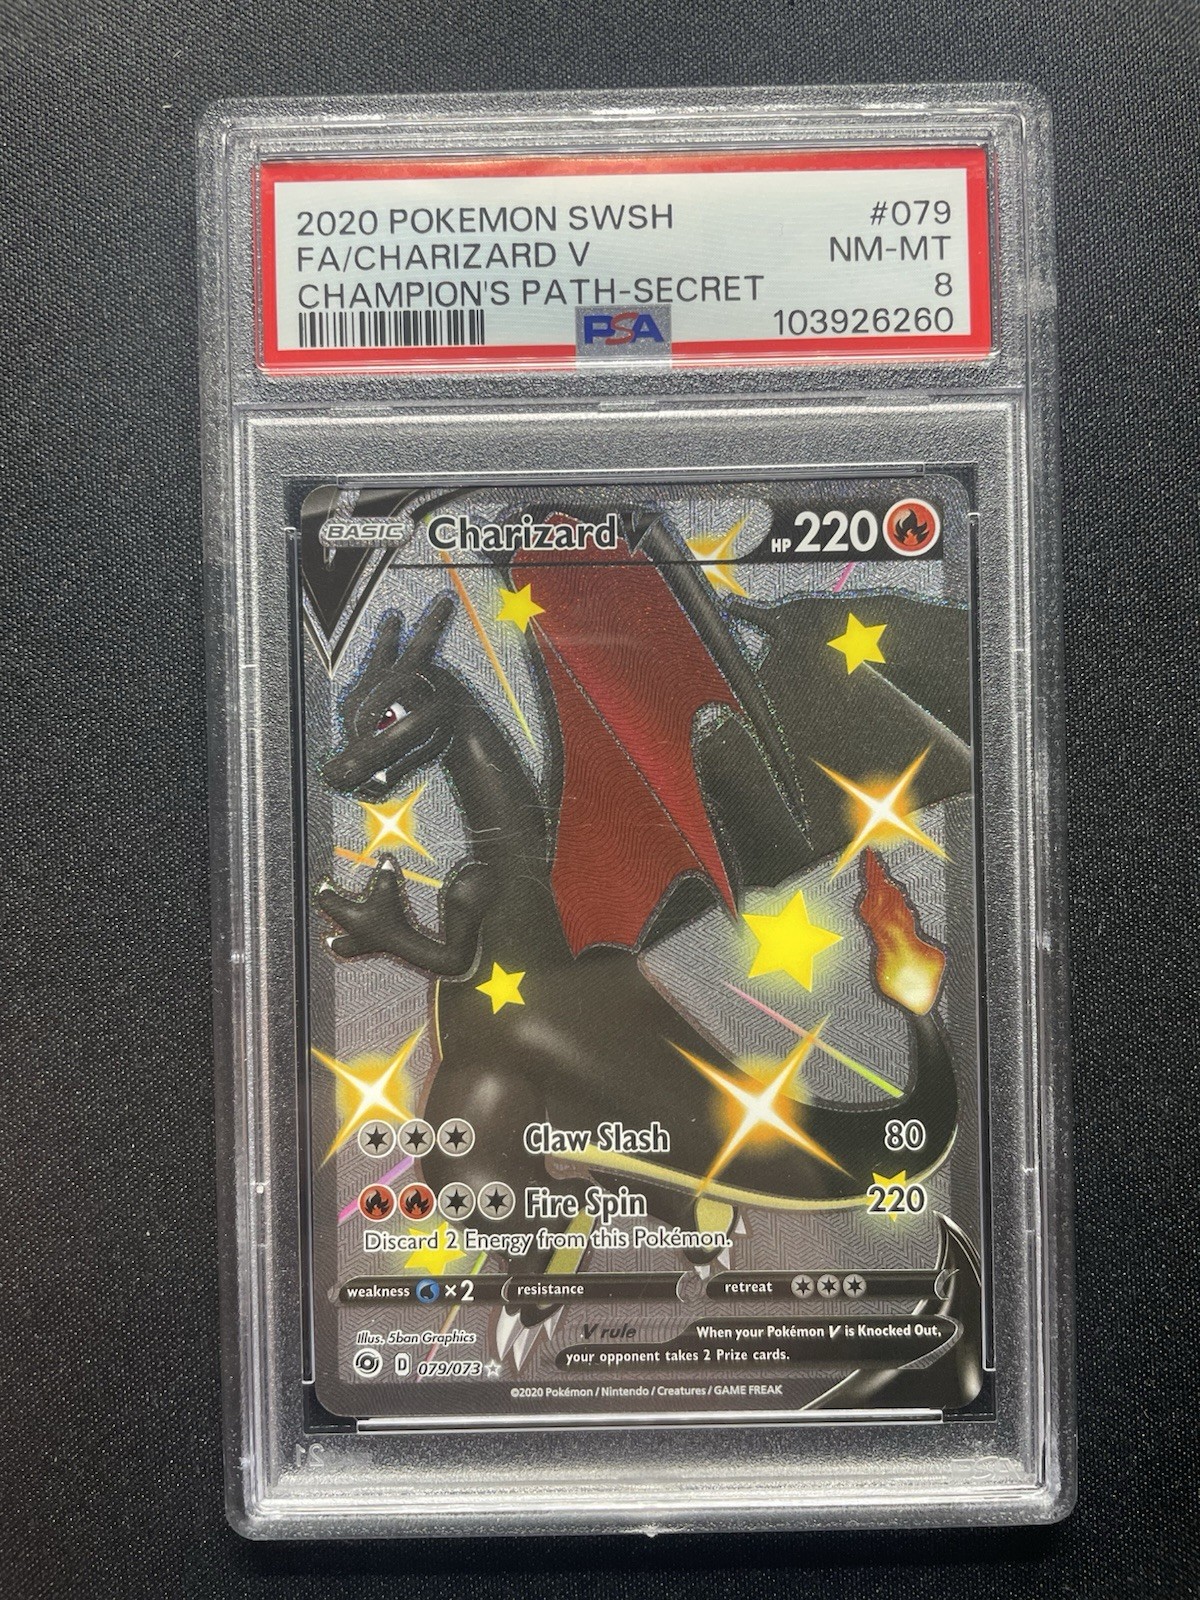 2020 POKEMON SWSH #079
FA/CHARIZARD V NM-MT
CHAMPION'S PATH-SECRET 8
PSA 103926260
BASIC Charizard V HP 220
Claw Slash 80
Fire Spin 220
Discard 2 Energy from this Pokémon.
weakness ×2 resistance retreat
Illus. 5ban Graphics
V rule When your Pokémon V is Knocked Out,
your opponent takes 2 Prize cards.
D 079/073
©2020 Pokémon / Nintendo / Creatures / GAME FREAK